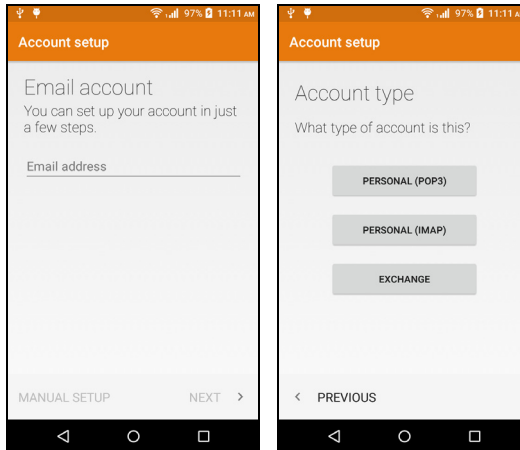 97% 11:11 AM
Account setup
Email account
You can set up your account in just
a few steps.
Email address
MANUAL SETUP
NEXT
97% 11:11 A
Account setup
Account type
What type of account is this?
PERSONAL (POP3)
PERSONAL (IMAP)
EXCHANGE
PREVIOUS